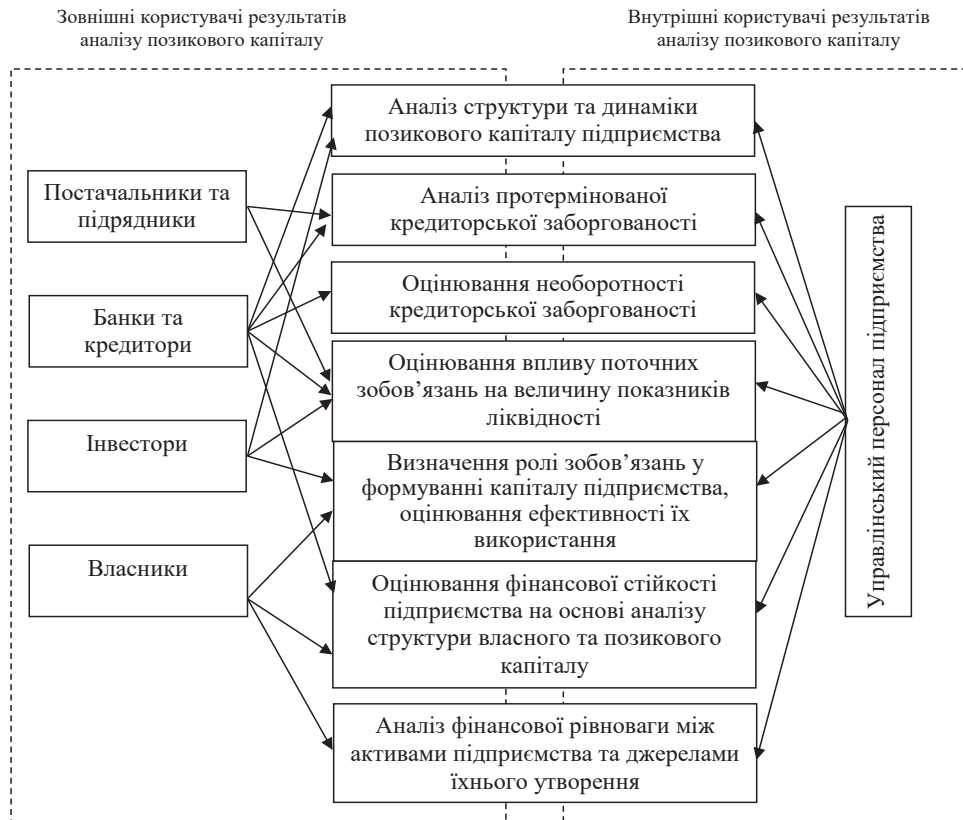 Зовнішні користувачі результатів
аналізу позикового капіталу
Внутрішні користувачі результатів
аналізу позикового капіталу
Аналіз структури та динаміки
позикового капіталу підприємства
Постачальники та
підрядники
Аналіз протермінованої
кредиторської заборгованості
Оцінювання необоротності
кредиторської заборгованості
Банки та
кредитори
Оцінювання впливу поточних
зобов’язань на величину показників
ліквідності
Інвестори
Визначення ролі зобов’язань у
формуванні капіталу підприємства,
оцінювання ефективності їх
використання
Власники
Оцінювання фінансової стійкості
підприємства на основі аналізу
структури власного та позикового
капіталу
Аналіз фінансової рівноваги між
активами підприємства та джерелами
їхнього утворення
Управлінський персонал підприємства